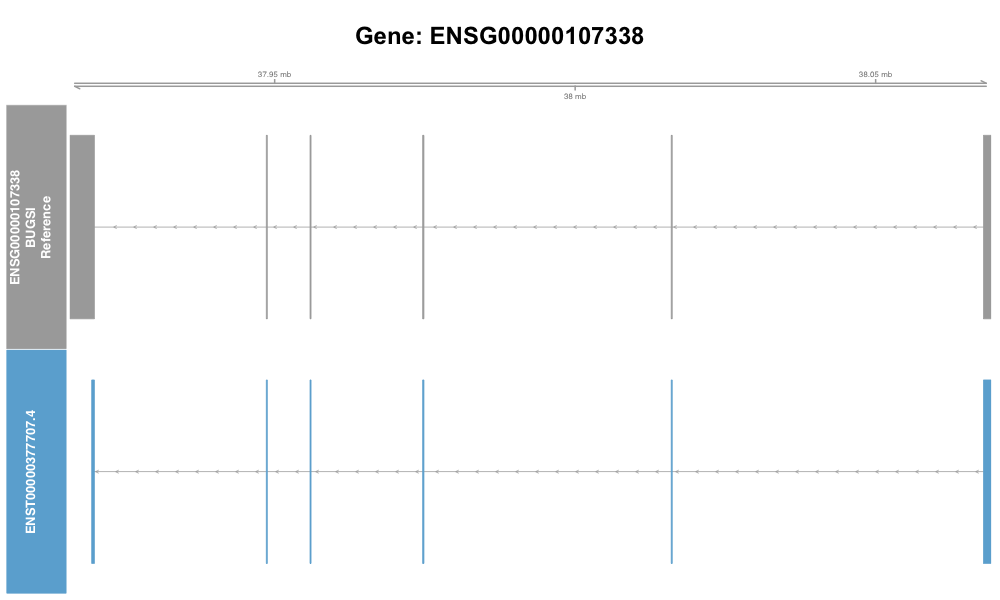 Gene: ENSG00000107338
37.95 mb
38.05 mb
38 mb
ENSG00000107338
BUGSI
Reference
ENST00000377707.4